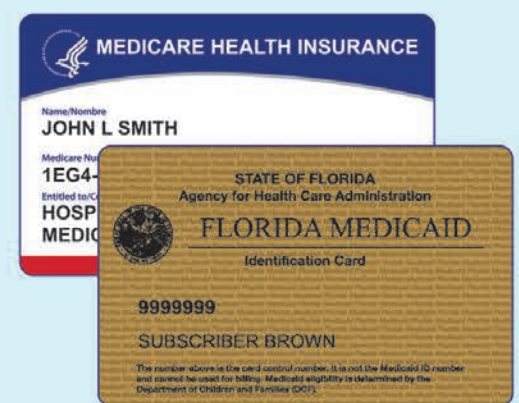 MEDICARE HEALTH INSURANCE
Name/Nombre
JOHN L SMITH
Medicare Nu
1EG4-
Entitled to/Co
HOSP
MEDIC
STATE OF FLORIDA
Agency for Health Care Administration
FLORIDA MEDICAID
Identification Card
9999999
SUBSCRIBER BROWN
The number above is the card control number. It is not the Medicaid ID number
and cannot be used for billing. Medicaid eligibility is determined by the
Department of Children and Families (DCF).